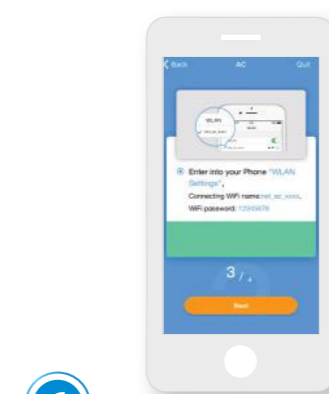 Back AC Quit
WLAN
Enter into your Phone "WLAN
Settings",
Connecting WiFi name:net_ac_xxxx,
WiFi password: 12345678
3 / 4
Next